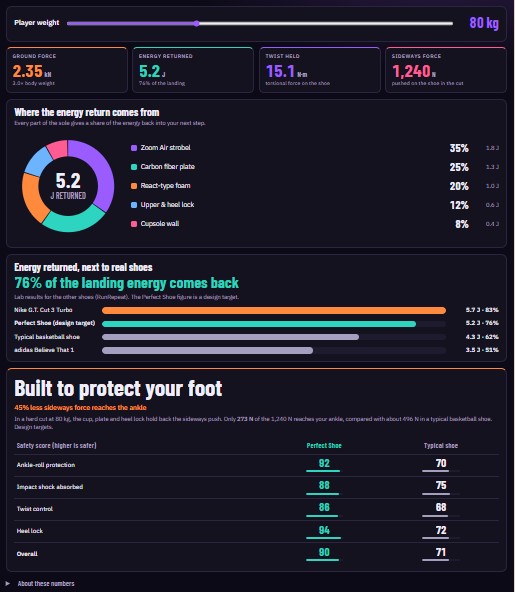 Player weight
80 kg
GROUND FORCE
2.35 kN
3.0× body weight
ENERGY RETURNED
5.2 J
76% of the landing
TWIST HELD
15.1 N·m
torsional force on the shoe
SIDEWAYS FORCE
1,240 N
pushed on the shoe in the cut
Where the energy return comes from
Every part of the sole gives a share of the energy back into your next step.
5.2
J RETURNED
Zoom Air strobel 35% 1.8 J
Carbon fiber plate 25% 1.3 J
React-type foam 20% 1.0 J
Upper & heel lock 12% 0.6 J
Cupsole wall 8% 0.4 J
Energy returned, next to real shoes
76% of the landing energy comes back
Lab results for the other shoes (RunRepeat). The Perfect Shoe figure is a design target.
Nike G.T. Cut 3 Turbo 5.7 J · 83%
Perfect Shoe (design target) 5.2 J · 76%
Typical basketball shoe 4.3 J · 62%
adidas Believe That 1 3.5 J · 51%
Built to protect your foot
45% less sideways force reaches the ankle
In a hard cut at 80 kg, the cup, plate and heel lock hold back the sideways push. Only 273 N of the 1,240 N reaches your ankle, compared with about 496 N in a typical basketball shoe.
Design targets.
Safety score (higher is safer) Perfect Shoe Typical shoe
Ankle-roll protection 92 70
Impact shock absorbed 88 75
Twist control 86 68
Heel lock 94 72
Overall 90 71
About these numbers